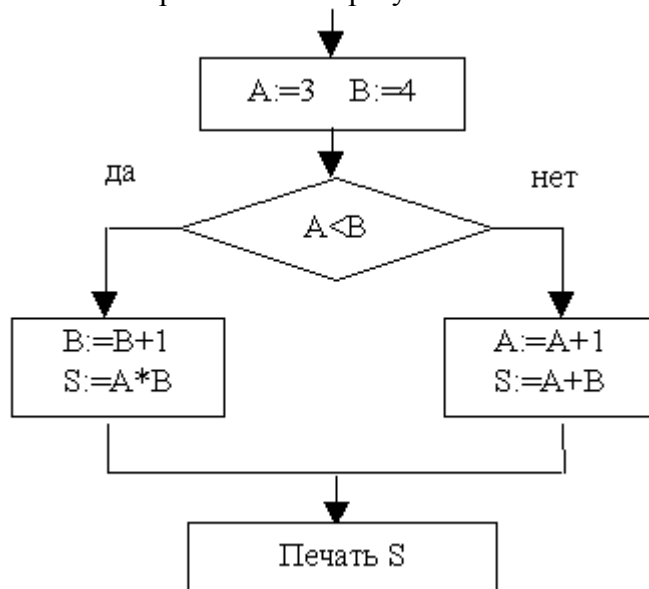 A:=3 B:=4
да
нет
A<B
B:=B+1
S:=A*B
A:=A+1
S:=A+B
Печать S